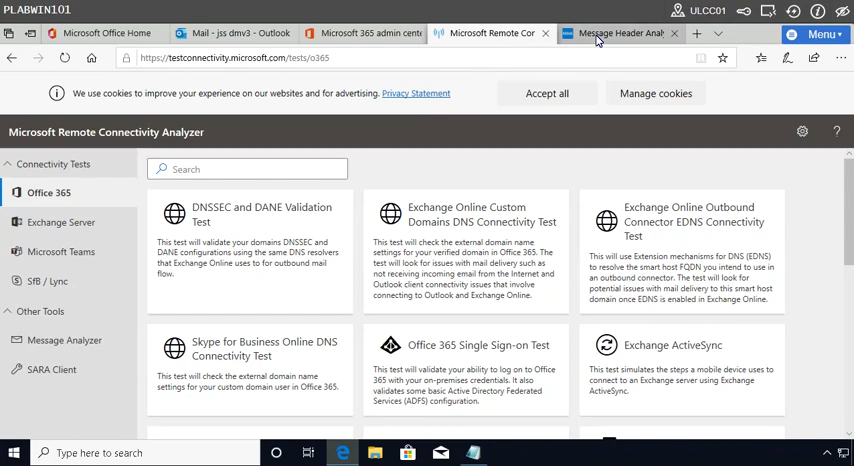 PLABWIN101
ULCC01
Microsoft Office Home
Mail - jss dmv3 - Outlook
Microsoft 365 admin cent
Microsoft Remote Cor
Message Header Anal
Menu
https://testconnectivity.microsoft.com/tests/o365
We use cookies to improve your experience on our websites and for advertising. Privacy Statement
Accept all
Manage cookies
Microsoft Remote Connectivity Analyzer
?
Connectivity Tests
Office 365
Exchange Server
Microsoft Teams
SfB / Lync
Other Tools
Message Analyzer
SARA Client
Search
DNSSEC and DANE Validation
Test
This test will validate your domains DNSSEC and
DANE configurations using the same DNS resolvers
that Exchange Online uses to for outbound mail
flow.
Exchange Online Custom
Domains DNS Connectivity Test
This test will check the external domain name
settings for your verified domain in Office 365. The
test will look for issues with mail delivery such as
not receiving incoming email from the Internet and
Outlook client connectivity issues that involve
connecting to Outlook and Exchange Online.
Exchange Online Outbound
Connector EDNS Connectivity
Test
This will use Extension mechanisms for DNS (EDNS)
to resolve the smart host FQDN you intend to use in
an outbound connector. The test will look for
potential issues with mail delivery to this smart host
domain once EDNS is enabled in Exchange Online.
Skype for Business Online DNS
Connectivity Test
This test will check the external domain name
settings for your custom domain user in Office 365.
Office 365 Single Sign-on Test
This test will validate your ability to log on to Office
365 with your on-premises credentials. It also
validates some basic Active Directory Federated
Services (ADFS) configuration.
Exchange ActiveSync
This test simulates the steps a mobile device uses to
connect to an Exchange server using Exchange
ActiveSync.
Type here to search